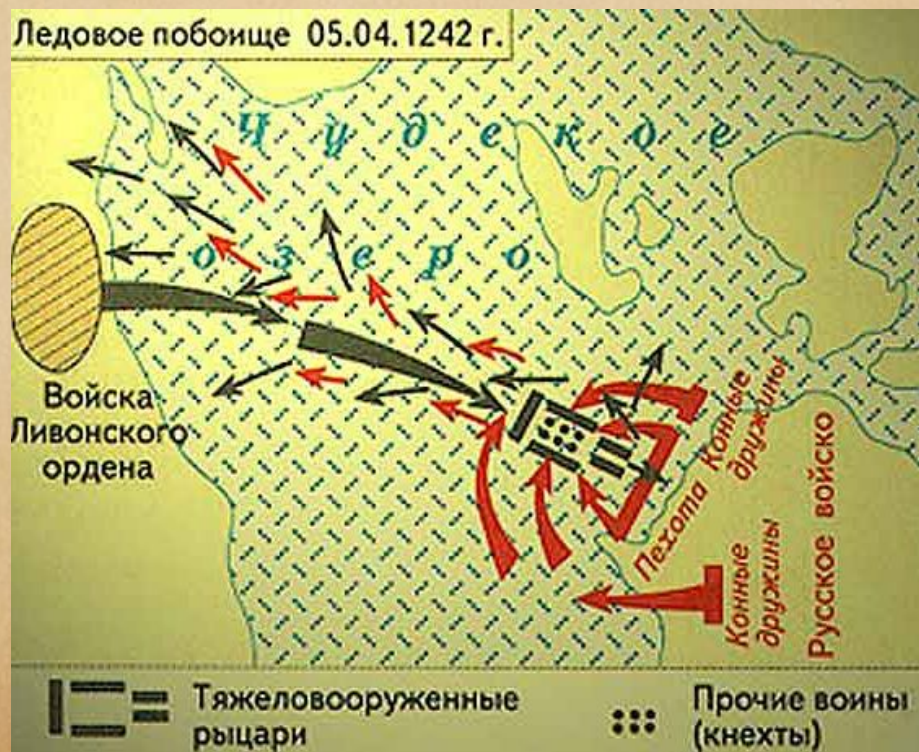 Ледовое побоище 05.04.1242 г.
Чудское
озеро
Войска
Ливонского
ордена
Пехота
Конные
дружины
Конные
дружины
Русское войско
Тяжеловооруженные
рыцари
Прочие воины
(кнехты)